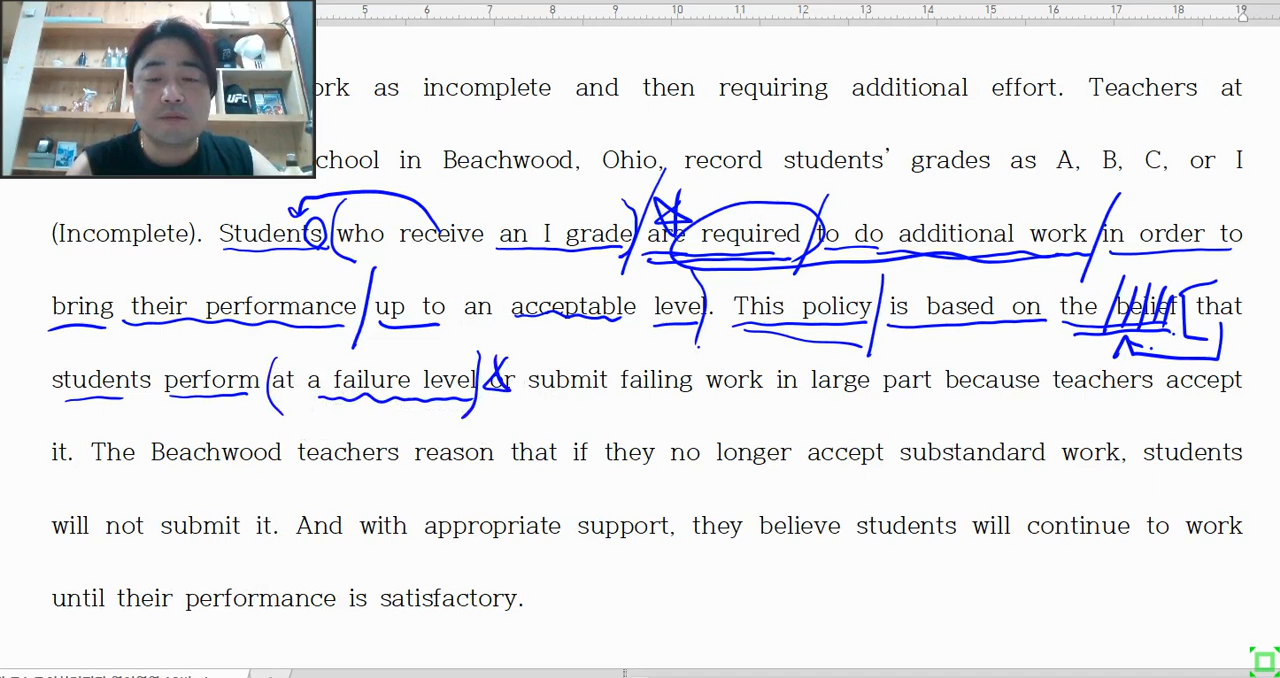 5 6 7 8 9 10 11 12 13 14 15 16 17 18 19
UFC
as incomplete and then requiring additional effort. Teachers at
in Beachwood, Ohio, record students' grades as A, B, C, or I
(Incomplete). Students who receive an I grade are required to do additional work in order to
bring their performance up to an acceptable level. This policy is based on the belief that
students perform at a failure level or submit failing work in large part because teachers accept
it. The Beachwood teachers reason that if they no longer accept substandard work, students
will not submit it. And with appropriate support, they believe students will continue to work
until their performance is satisfactory.